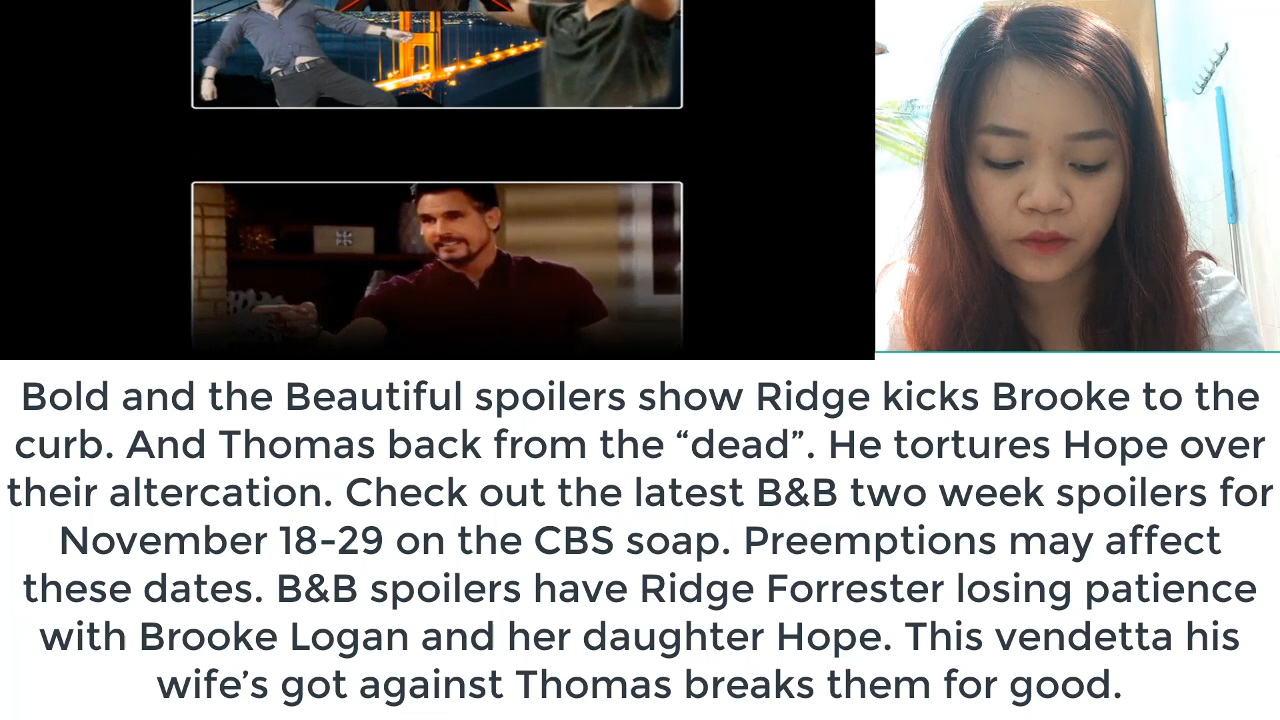 Bold and the Beautiful spoilers show Ridge kicks Brooke to the
curb. And Thomas back from the “dead”. He tortures Hope over
their altercation. Check out the latest B&B two week spoilers for
November 18-29 on the CBS soap. Preemptions may affect
these dates. B&B spoilers have Ridge Forrester losing patience
with Brooke Logan and her daughter Hope. This vendetta his
wife’s got against Thomas breaks them for good.